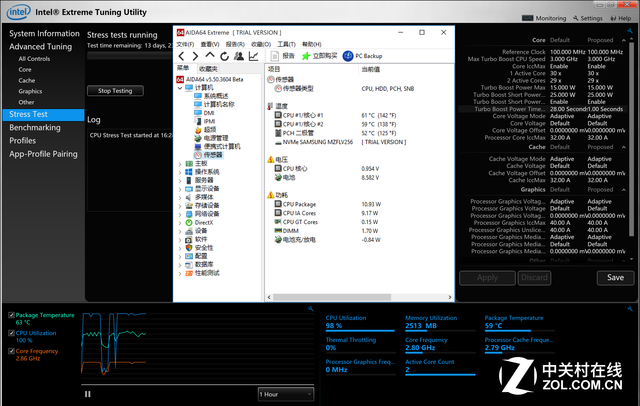 intel Intel® Extreme Tuning Utility
Monitoring Settings Help
System Information
Advanced Tuning
All Controls
Core
Cache
Graphics
Other
Stress Test
Benchmarking
Profiles
App-Profile Pairing
Stress tests running
Test time remaining: 13 days, 2
Stop Testing
Log
CPU Stress Test started at 16:2
64 AIDA64 Extreme [ TRIAL VERSION ]
文件(F) 查看(V) 报告(R) 收藏(O) 工具(T) 帮助(H)
报告 立即购买 PC Backup
菜单 收藏夹
AIDA64 v5.50.3604 Beta
计算机
系统概述
计算机名称
DMI
IPMI
超频
电源管理
便携式计算机
传感器
主板
操作系统
服务器
显示设备
多媒体
存储设备
网络设备
DirectX
设备
软件
安全性
配置
数据库
性能测试
项目 当前值
传感器
传感器类型 CPU, HDD, PCH, SNB
温度
CPU #1/核心 #1 61 °C (142 °F)
CPU #1/核心 #2 59 °C (138 °F)
PCH 二极管 52 °C (125 °F)
NVMe SAMSUNG MZFLV256 [ TRIAL VERSION ]
电压
CPU 核心 0.954 V
电池 8.562 V
功耗
CPU Package 10.93 W
CPU IA Cores 9.17 W
CPU GT Cores 0.15 W
DIMM 1.70 W
电池充/放电 -0.84 W
Core Default Proposed
Reference Clock 100.000 MHz 100.000 MHz
Max Turbo Boost CPU Speed 3.000 GHz 3.000 GHz
Core IccMax Enable Enable
1 Active Core 30 x 30 x
2 Active Cores 29 x 29 x
Turbo Boost Power Max 15.000 W 15.000 W
Turbo Boost Short Power... 25.000 W 25.000 W
Turbo Boost Short Power... Enable Enable
Turbo Boost Power Time... 28.00 Seconds
Core Voltage Mode Adaptive Adaptive
Core Voltage Default Default
Core Voltage Offset 0.0000000 mV 0.0000000 mV
Processor Core IccMax 32.00 A 32.00 A
Cache Default Proposed
Cache Voltage Mode Adaptive Adaptive
Cache Voltage Default Default
Cache Voltage Offset 0.0000000 mV 0.0000000 mV
Cache IccMax 32.00 A 32.00 A
Graphics Default Proposed
Processor Graphics Voltag... Adaptive Adaptive
Processor Graphics Voltag... Default Default
Processor Graphics Voltag... 0.0000000 mV 0.0000000 mV
Processor Graphics IccMax 40.00 A 40.00 A
Processor Graphics Unslice... 40.00 A 40.00 A
Processor Graphics Media... Adaptive Adaptive
Processor Graphics Media... Default Default
Processor Graphics Media... 0.0000000 mV 0.0000000 mV
Other Default Proposed
Apply Discard Save
Package Temperature
63 °C
CPU Utilization
100 %
Core Frequency
2.86 GHz
1 Hour
CPU Utilization
98 %
Memory Utilization
2513 MB
Package Temperature
59 °C
Thermal Throttling
0%
Core Frequency
2.80 GHz
Processor Cache Freque...
2.79 GHz
Processor Graphics Freq...
0 MHz
Active Core Count
2
Z 中关村在线
ZOL.COM.CN